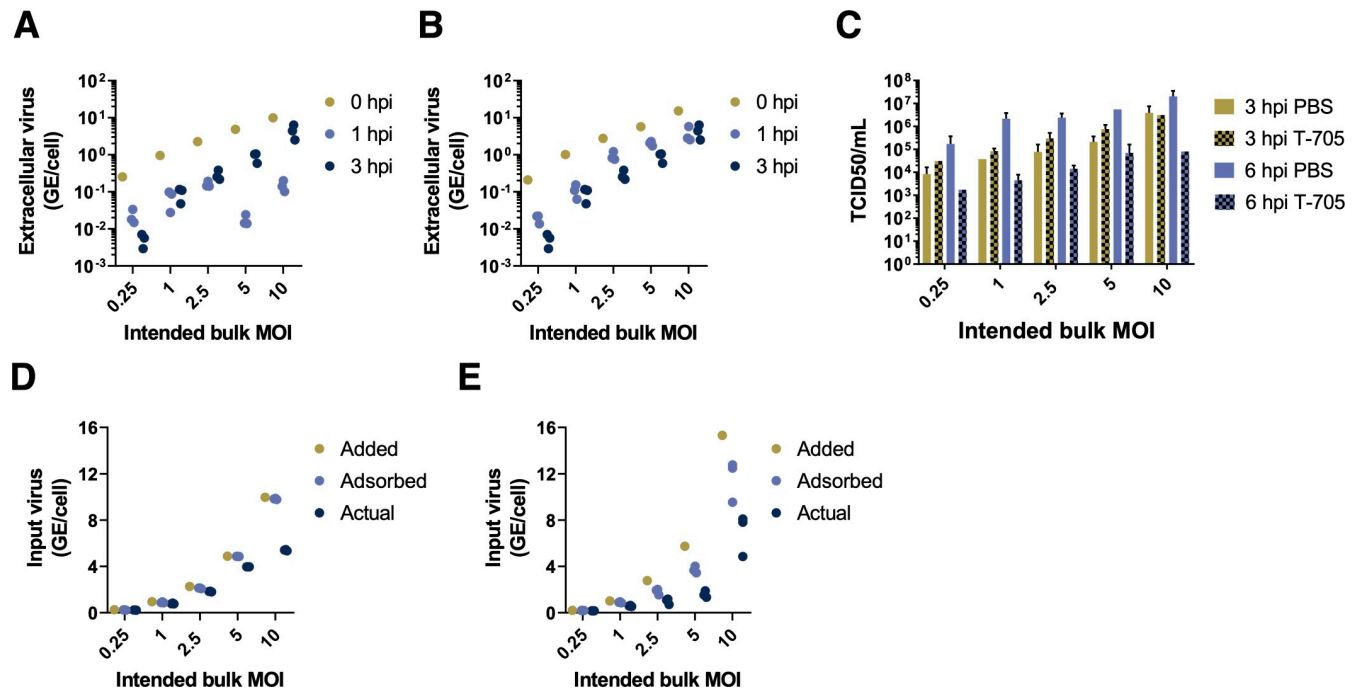 A
Extracellular virus
(GE/cell)
10²
10¹
10⁰
10⁻¹
10⁻²
10⁻³
0.25
1
2.5
5
10
Intended bulk MOI
0 hpi
1 hpi
3 hpi
B
Extracellular virus
(GE/cell)
10²
10¹
10⁰
10⁻¹
10⁻²
10⁻³
0.25
1
2.5
5
10
Intended bulk MOI
0 hpi
1 hpi
3 hpi
C
TCID50/mL
10⁸
10⁷
10⁶
10⁵
10⁴
10³
10²
10¹
10⁰
0.25
1
2.5
5
10
Intended bulk MOI
3 hpi PBS
3 hpi T-705
6 hpi PBS
6 hpi T-705
D
Input virus
(GE/cell)
16
12
8
4
0
0.25
1
2.5
5
10
Intended bulk MOI
Added
Adsorbed
Actual
E
Input virus
(GE/cell)
16
12
8
4
0
0.25
1
2.5
5
10
Intended bulk MOI
Added
Adsorbed
Actual